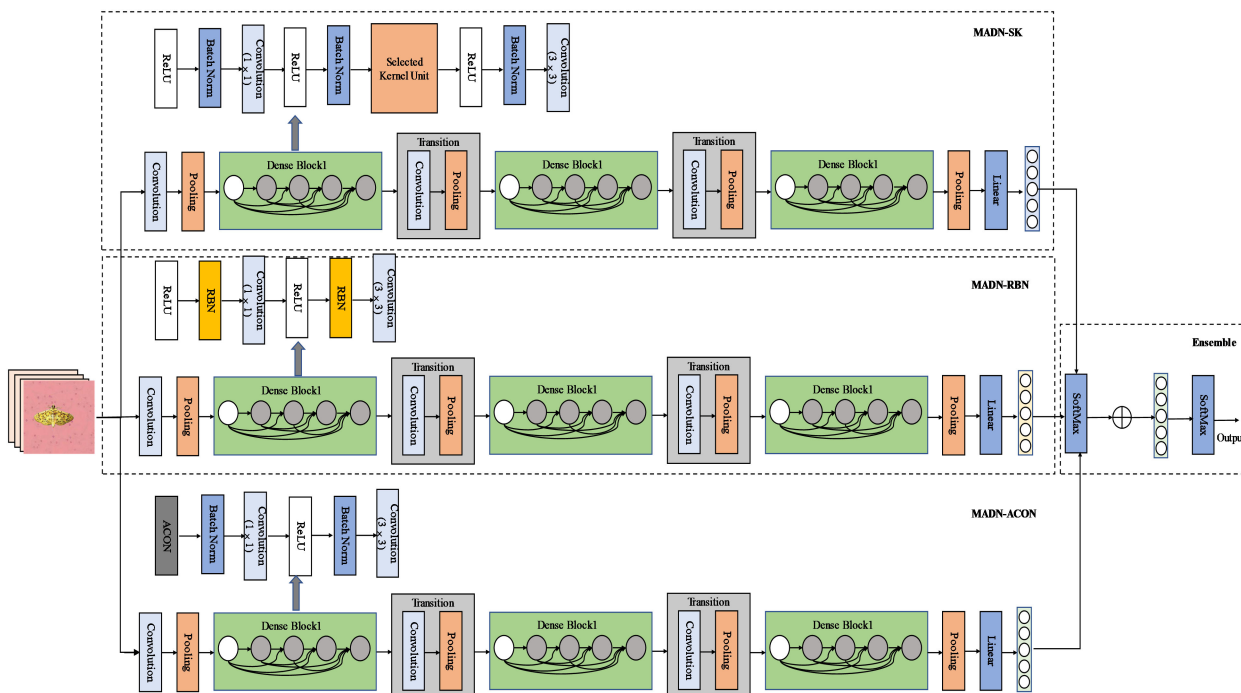 MADN-SK
ReLU
Batch Norm
Convolution
(1 × 1)
ReLU
Batch Norm
Selected
Kernel Unit
ReLU
Batch Norm
Convolution
(3 × 3)
Convolution
Pooling
Dense Block1
Transition
Convolution
Pooling
Dense Block1
Transition
Convolution
Pooling
Dense Block1
Pooling
Linear
MADN-RBN
ReLU
RBN
Convolution
(1 × 1)
ReLU
RBN
Convolution
(3 × 3)
Convolution
Pooling
Dense Block1
Transition
Convolution
Pooling
Dense Block1
Transition
Convolution
Pooling
Dense Block1
Pooling
Linear
Ensemble
SoftMax
SoftMax
Output
MADN-ACON
ACON
Batch Norm
Convolution
(1 × 1)
ReLU
Batch Norm
Convolution
(3 × 3)
Convolution
Pooling
Dense Block1
Transition
Convolution
Pooling
Dense Block1
Transition
Convolution
Pooling
Dense Block1
Pooling
Linear